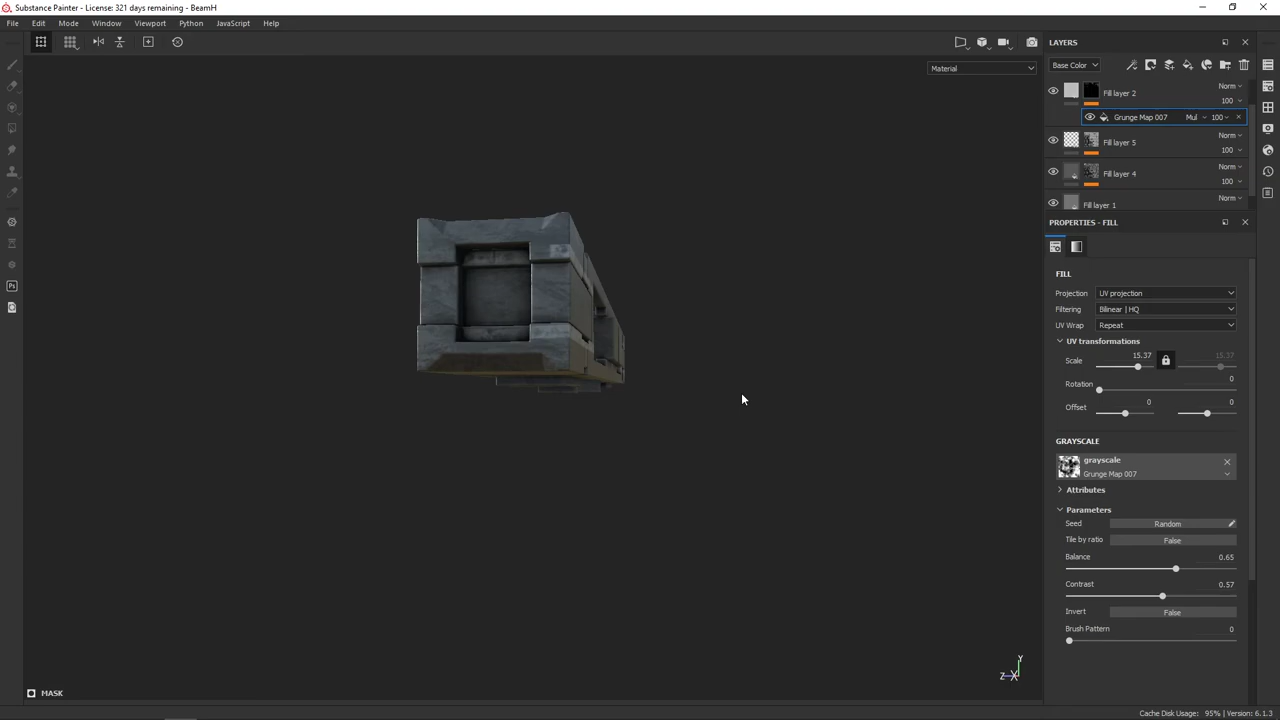 Substance Painter - License: 321 days remaining - BeamH
File Edit Mode Window Viewport Python JavaScript Help
LAYERS
Material
Base Color
Fill layer 2 Norm 100
Grunge Map 007 Mul 100
Fill layer 5 Norm 100
Fill layer 4 Norm 100
Fill layer 1 Norm
PROPERTIES - FILL
FILL
Projection UV projection
Filtering Bilinear | HQ
UV Wrap Repeat
UV transformations
Scale 15.37 15.37
Rotation 0
Offset 0 0
GRAYSCALE
grayscale
Grunge Map 007
Attributes
Parameters
Seed Random
Tile by ratio False
Balance 0.65
Contrast 0.57
Invert False
Brush Pattern 0
Y
Z X
MASK
Cache Disk Usage: 95% | Version: 6.1.3